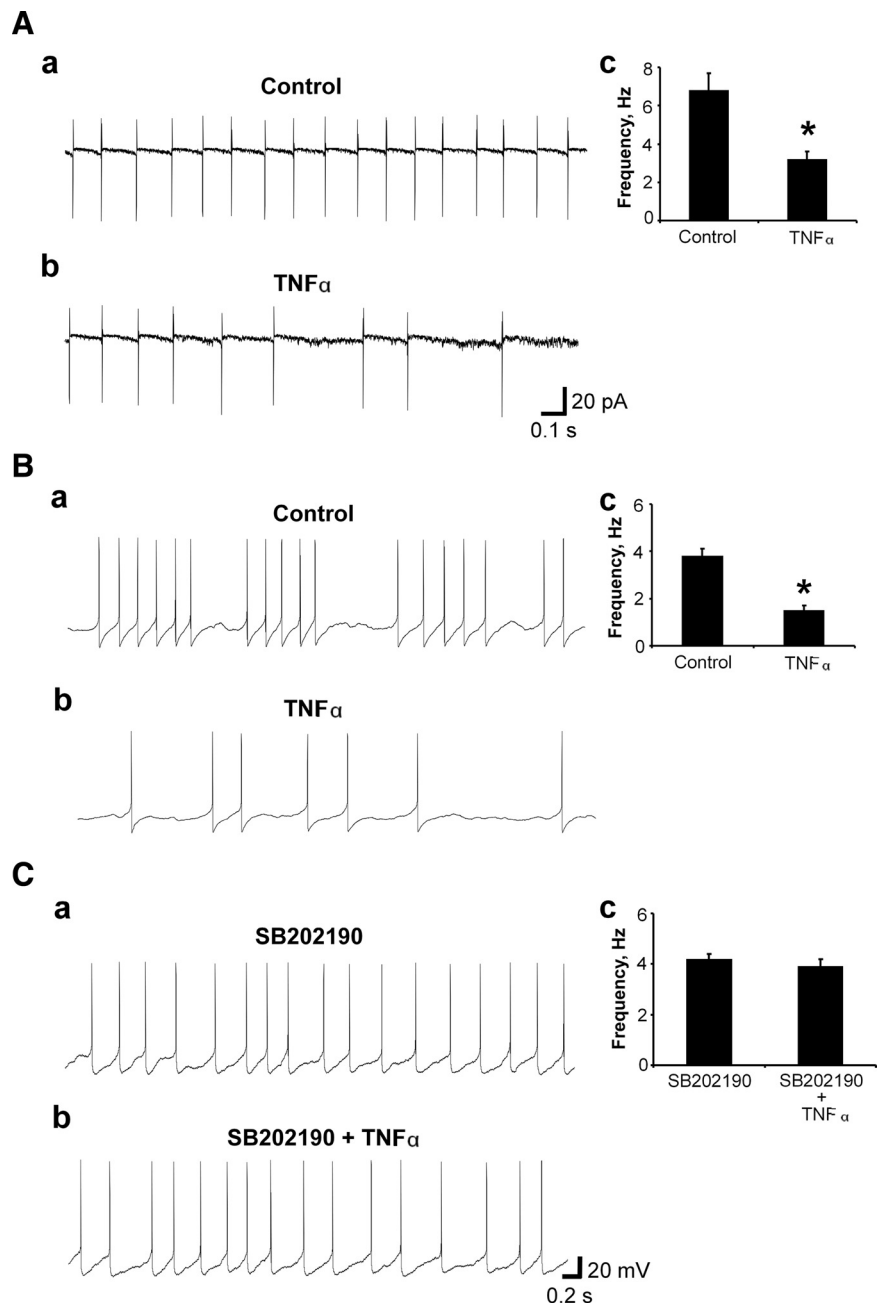 A
a
Control
c
Frequency, Hz
8
6
4
2
0
*
Control
TNFα
b
TNFα
20 pA
0.1 s
B
a
Control
c
Frequency, Hz
6
4
2
0
*
Control
TNFα
b
TNFα
C
a
SB202190
c
Frequency, Hz
6
4
2
0
SB202190
SB202190
+
TNFα
b
SB202190 + TNFα
20 mV
0.2 s